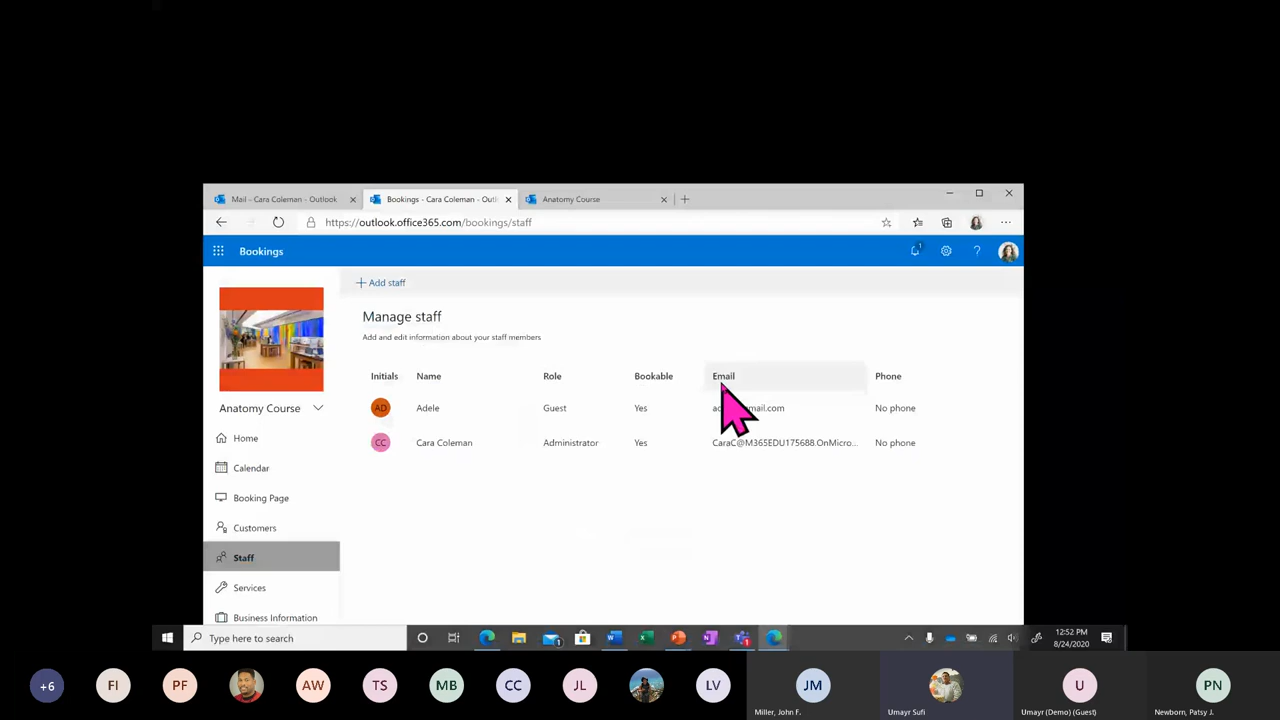 Mail - Cara Coleman - Outlook
Bookings - Cara Coleman - Outl
Anatomy Course
https://outlook.office365.com/bookings/staff
Bookings
1
?
+ Add staff
Manage staff
Add and edit information about your staff members
Initials Name Role Bookable Email Phone
AD Adele Guest Yes No phone
CC Cara Coleman Administrator Yes CaraC@M365EDU175688.OnMicro... No phone
Anatomy Course
Home
Calendar
Booking Page
Customers
Staff
Services
Business Information
Type here to search
12:52 PM
8/24/2020
+6 FI PF AW TS MB CC JL LV JM U PN
Miller, John F. Umayr Sufi Umayr (Demo) (Guest) Newborn, Patsy J.